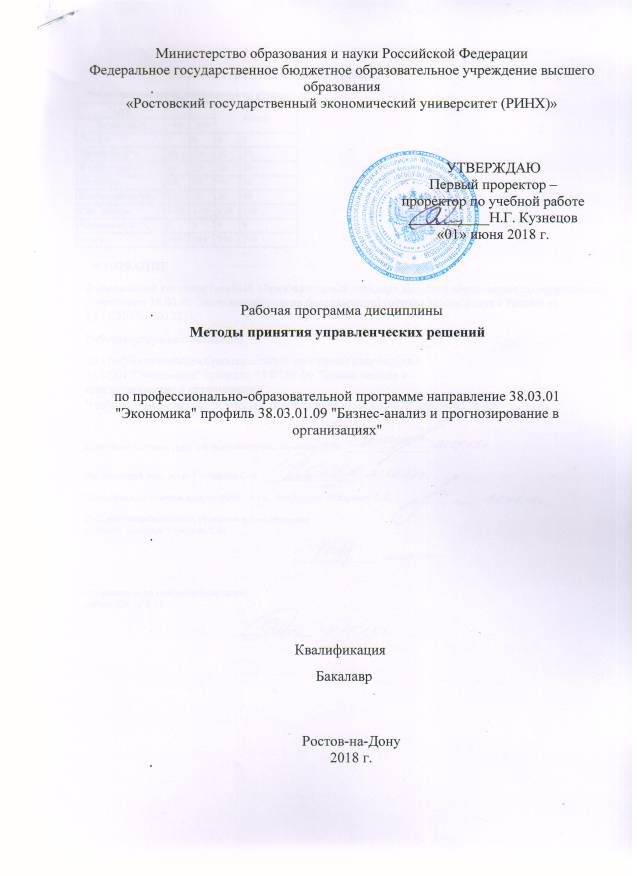 Министерство образования и науки Российской Федерации
Федеральное государственное бюджетное образовательное учреждение высшего
образования
«Ростовский государственный экономический университет (РИНХ)»
УТВЕРЖДАЮ
Первый проректор –
проректор по учебной работе
Н.Г. Кузнецов
«01» июня 2018 г.
Рабочая программа дисциплины
Методы принятия управленческих решений
по профессионально-образовательной программе направление 38.03.01
"Экономика" профиль 38.03.01.09 "Бизнес-анализ и прогнозирование в
организациях"
Квалификация
Бакалавр
Ростов-на-Дону
2018 г.